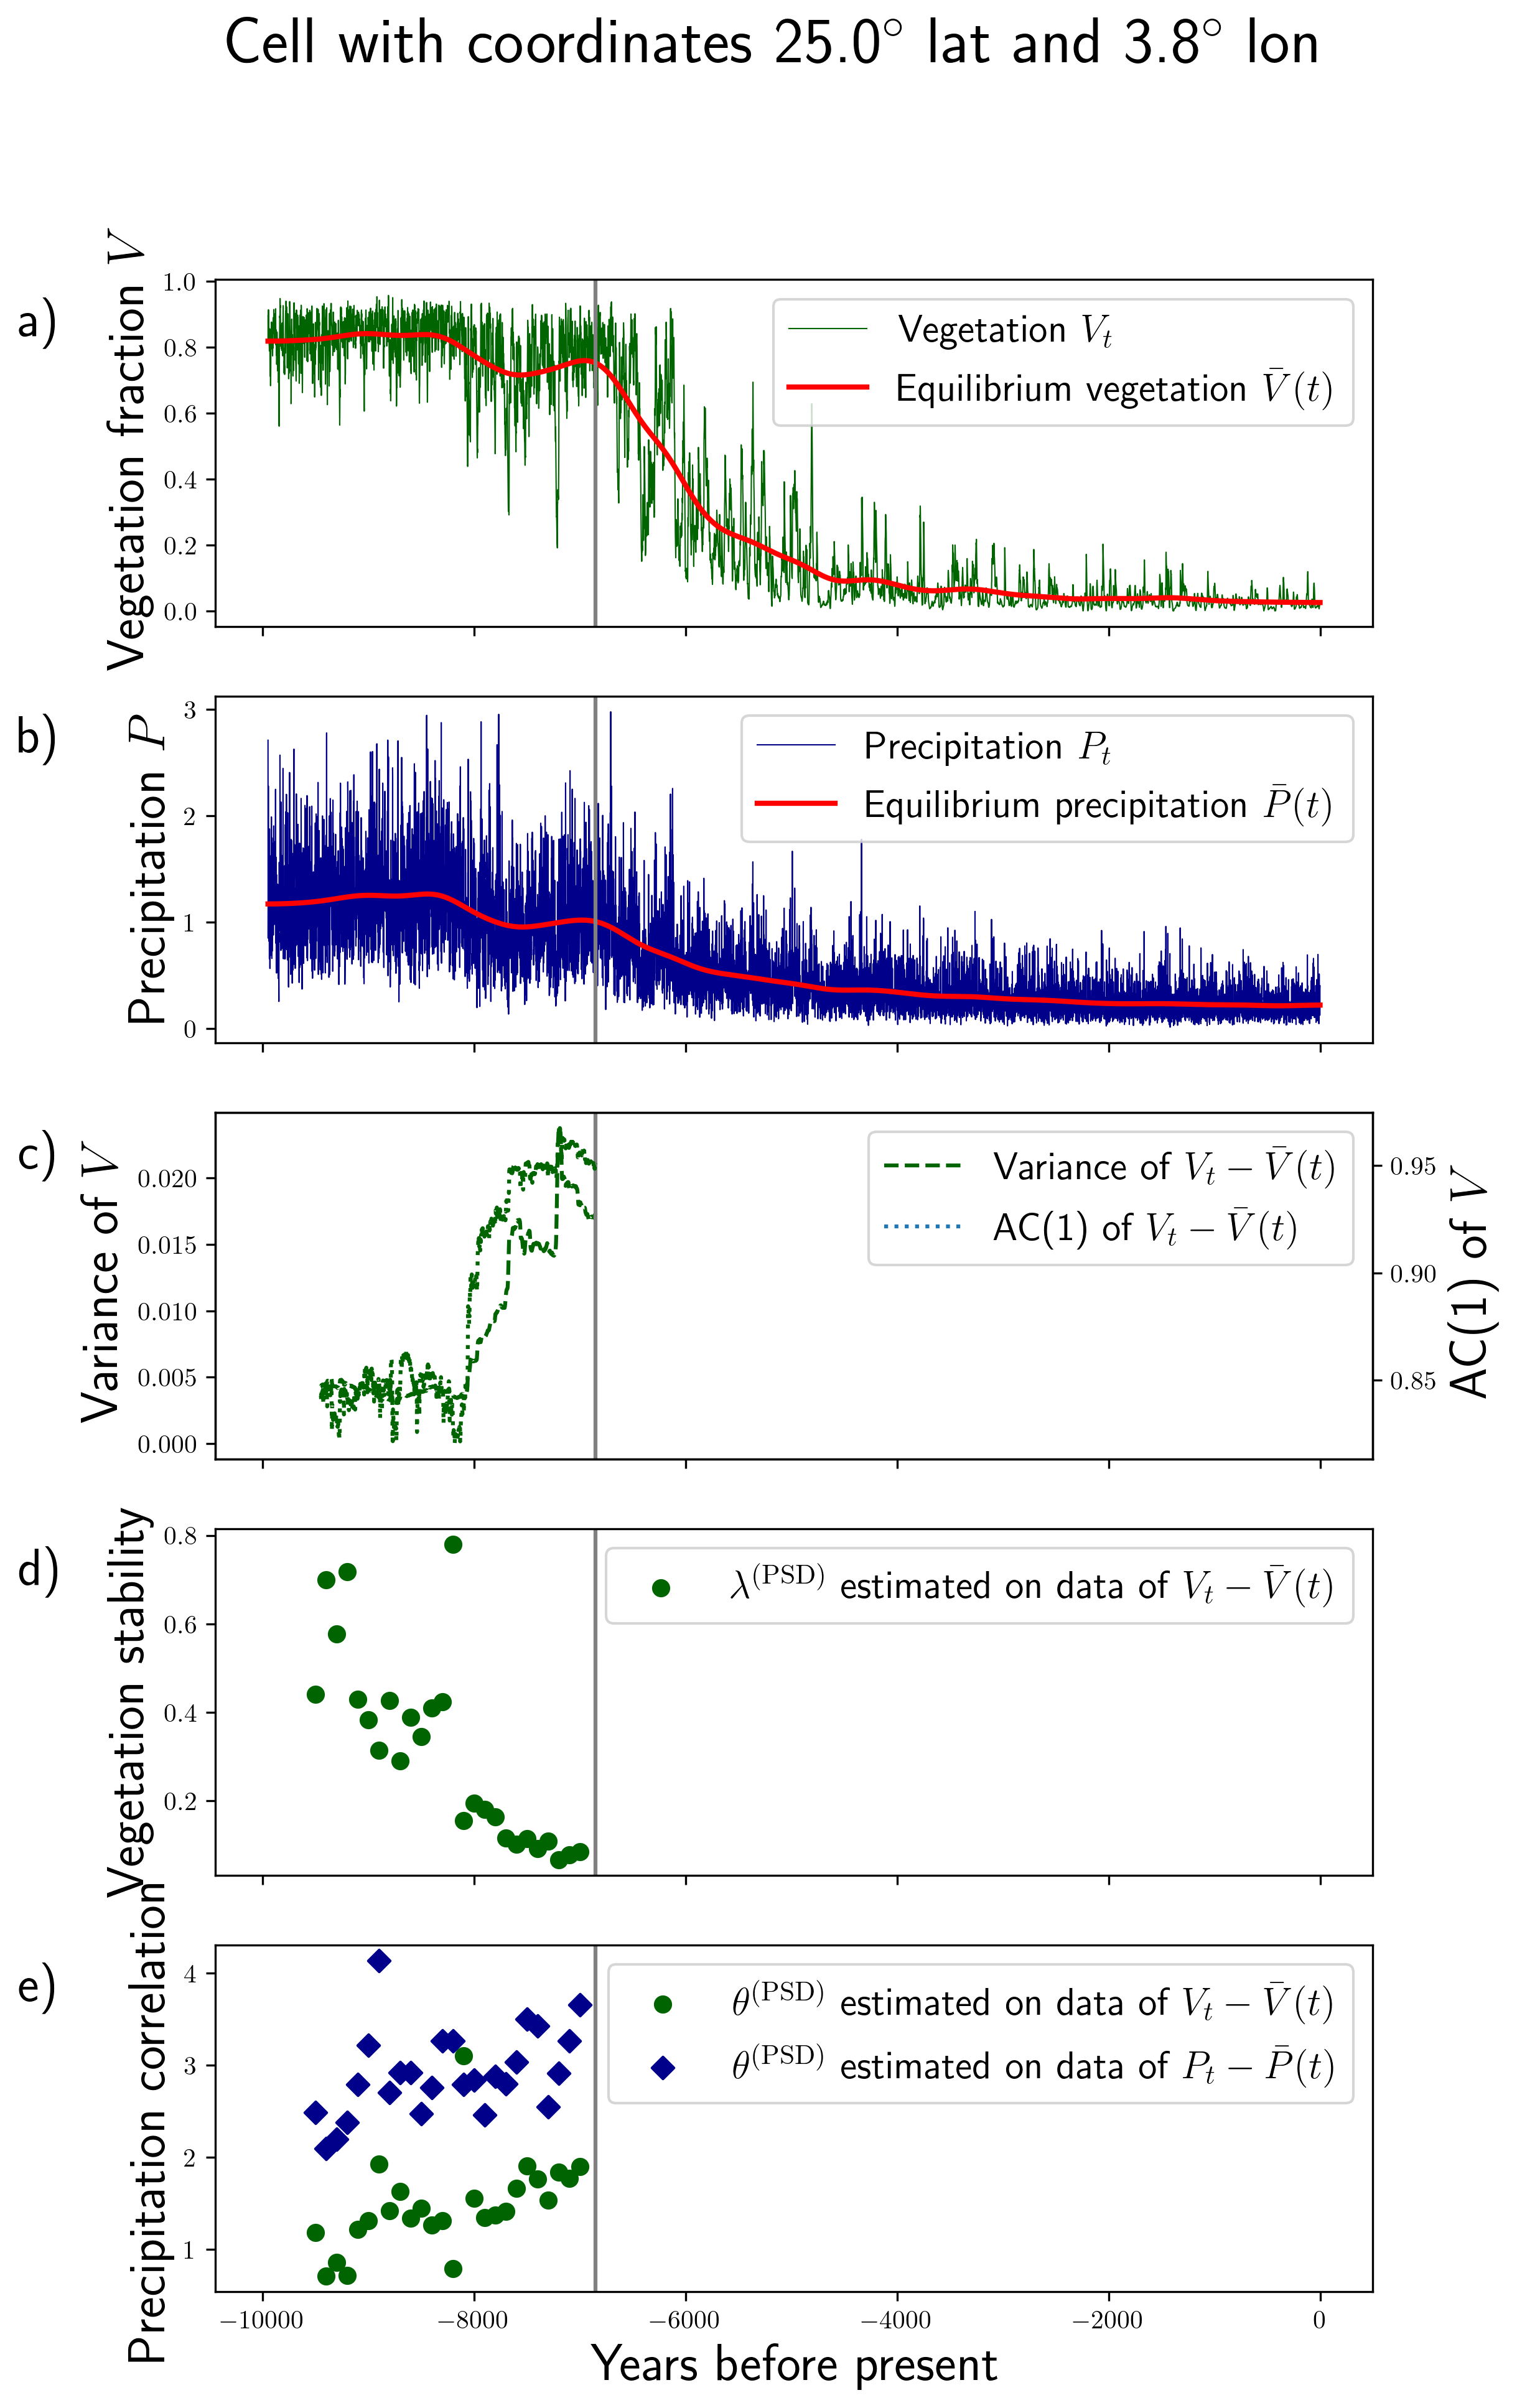 Cell with coordinates 25.0° lat and 3.8° lon
a)
Vegetation fraction V
1.0
0.8
0.6
0.4
0.2
0.0
Vegetation V_t
Equilibrium vegetation V̄(t)
b)
Precipitation P
3
2
1
0
Precipitation P_t
Equilibrium precipitation P̄(t)
c)
Variance of V
0.020
0.015
0.010
0.005
0.000
Variance of V_t − V̄(t)
AC(1) of V_t − V̄(t)
0.95
0.90
0.85
AC(1) of V
d)
Vegetation stability
0.8
0.6
0.4
0.2
λ^(PSD) estimated on data of V_t − V̄(t)
e)
Precipitation correlation
4
3
2
1
θ^(PSD) estimated on data of V_t − V̄(t)
θ^(PSD) estimated on data of P_t − P̄(t)
−10000 −8000 −6000 −4000 −2000 0
Years before present